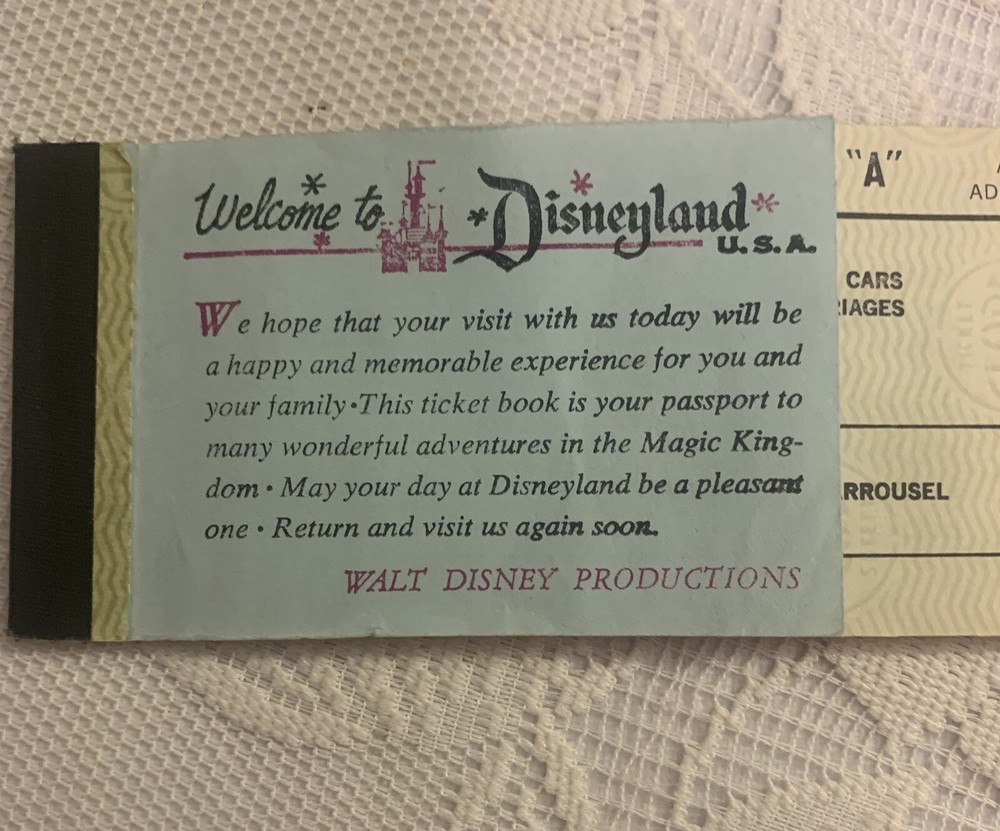 Welcome to Disneyland
U.S.A.
We hope that your visit with us today will be
a happy and memorable experience for you and
your family • This ticket book is your passport to
many wonderful adventures in the Magic King-
dom • May your day at Disneyland be a pleasant
one • Return and visit us again soon.
WALT DISNEY PRODUCTIONS
"A"
AD
CARS
IAGES
RROUSEL